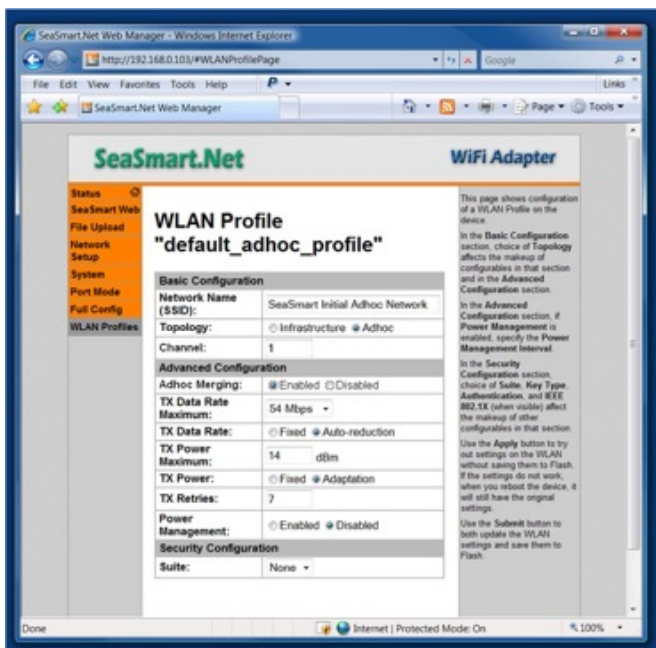 SeaSmart.Net Web Manager - Windows Internet Explorer
http://192.168.0.103/#WLANProfilePage
Google
File Edit View Favorites Tools Help
Links
SeaSmart.Net Web Manager
Page Tools
SeaSmart.Net
WiFi Adapter
Status
SeaSmart Web
File Upload
Network
Setup
System
Port Mode
Full Config
WLAN Profiles
WLAN Profile
"default_adhoc_profile"
Basic Configuration
Network Name
(SSID): SeaSmart Initial Adhoc Network
Topology: Infrastructure Adhoc
Channel: 1
Advanced Configuration
Adhoc Merging: Enabled Disabled
TX Data Rate
Maximum: 54 Mbps
TX Data Rate: Fixed Auto-reduction
TX Power
Maximum: 14 dBm
TX Power: Fixed Adaptation
TX Retries: 7
Power
Management: Enabled Disabled
Security Configuration
Suite: None
This page shows configuration
of a WLAN Profile on the
device.
In the Basic Configuration
section, choice of Topology
affects the makeup of
configurables in that section
and in the Advanced
Configuration section.
In the Advanced
Configuration section, if
Power Management is
enabled, specify the Power
Management Interval.
In the Security
Configuration section,
choice of Suite, Key Type,
Authentication, and IEEE
802.1X (when visible) affect
the makeup of other
configurables in that section.
Use the Apply button to try
out settings on the WLAN
without saving them to Flash.
If the settings do not work,
when you reboot the device, it
will still have the original
settings.
Use the Submit button to
both update the WLAN
settings and save them to
Flash.
Done
Internet | Protected Mode: On
100%